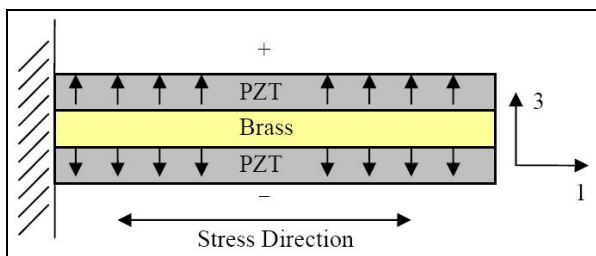 +
PZT
Brass
PZT
−
Stress Direction
3
1